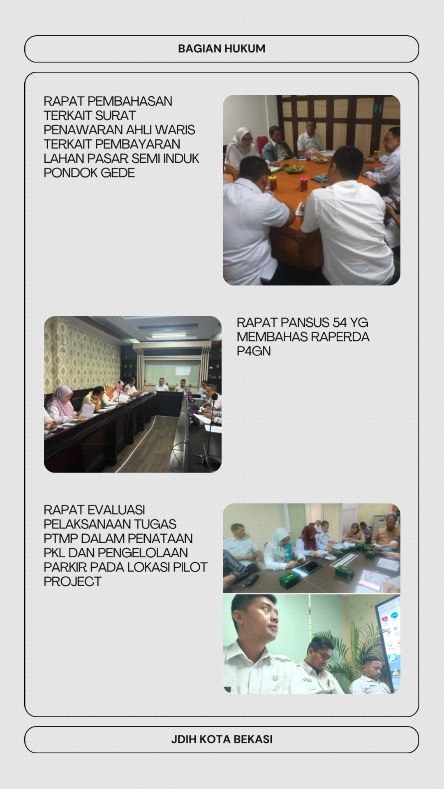 BAGIAN HUKUM
RAPAT PEMBAHASAN
TERKAIT SURAT
PENAWARAN AHLI WARIS
TERKAIT PEMBAYARAN
LAHAN PASAR SEMI INDUK
PONDOK GEDE
RAPAT PANSUS 54 YG
MEMBAHAS RAPERDA
P4GN
RAPAT EVALUASI
PELAKSANAAN TUGAS
PTMP DALAM PENATAAN
PKL DAN PENGELOLAAN
PARKIR PADA LOKASI PILOT
PROJECT
JDIH KOTA BEKASI